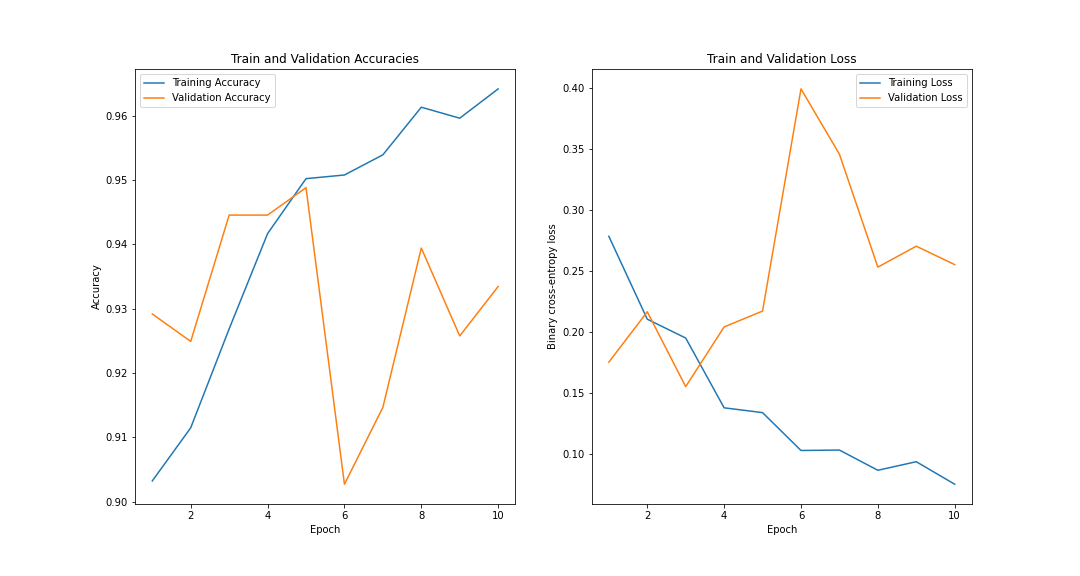 Train and Validation Accuracies
Training Accuracy
Validation Accuracy
0.96
0.95
0.94
0.93
0.92
0.91
0.90
Accuracy
2 4 6 8 10
Epoch
Train and Validation Loss
Training Loss
Validation Loss
0.40
0.35
0.30
0.25
0.20
0.15
0.10
Binary cross-entropy loss
2 4 6 8 10
Epoch